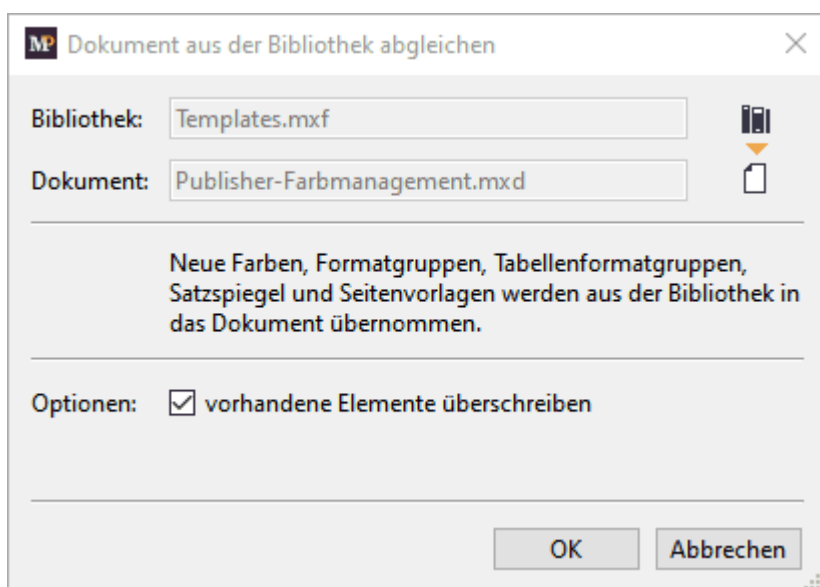 MP Dokument aus der Bibliothek abgleichen
Bibliothek: Templates.mxf
Dokument: Publisher-Farbmanagement.mxd
Neue Farben, Formatgruppen, Tabellenformatgruppen,
Satzspiegel und Seitenvorlagen werden aus der Bibliothek in
das Dokument übernommen.
Optionen: vorhandene Elemente überschreiben
OK Abbrechen